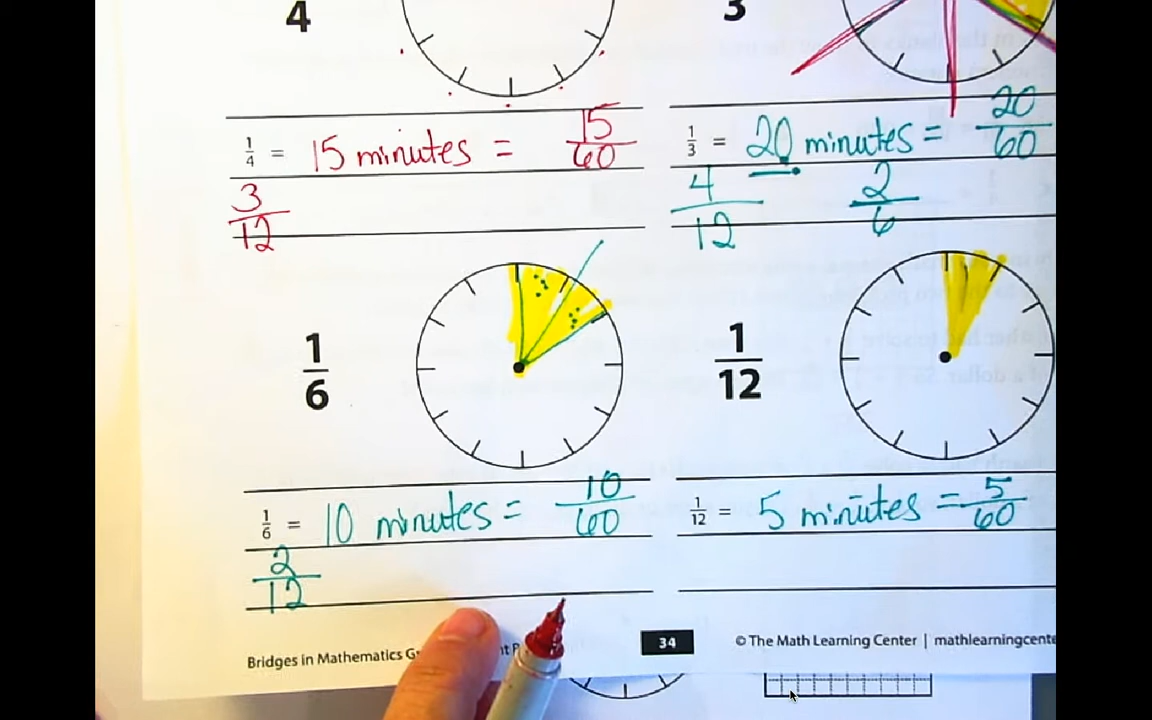 4
3
1/4 = 15 minutes = 15/60
3/12
1/3 = 20 minutes = 20/60
4/12 2/6
1/6
1/12
1/6 = 10 minutes = 10/60
2/12
1/12 = 5 minutes = 5/60
Bridges in Mathematics
34
© The Math Learning Center | mathlearningcente